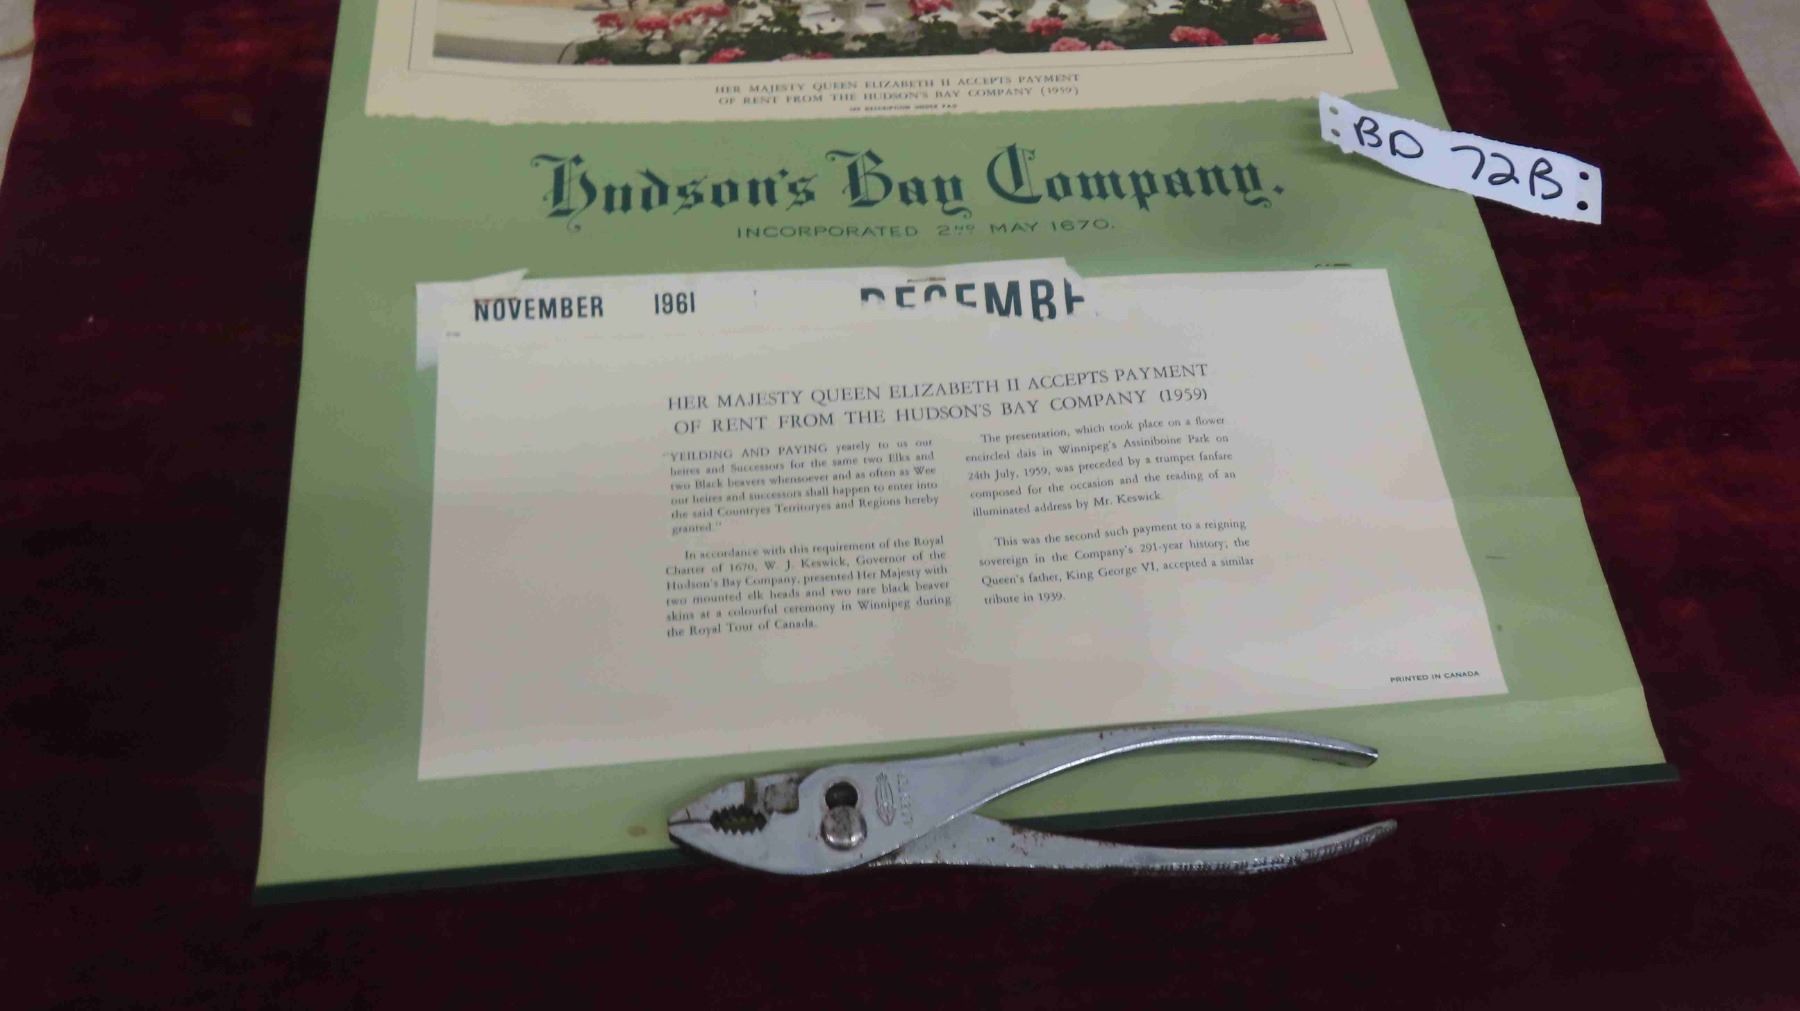 HER MAJESTY QUEEN ELIZABETH II ACCEPTS PAYMENT
OF RENT FROM THE HUDSON'S BAY COMPANY (1959)
SEE DESCRIPTION UNDER PAD
BD 72B
Hudson's Bay Company.
INCORPORATED 2ND MAY 1670.
NOVEMBER 1961 DECEMBE
HER MAJESTY QUEEN ELIZABETH II ACCEPTS PAYMENT
OF RENT FROM THE HUDSON'S BAY COMPANY (1959)
"YEILDING AND PAYING yearely to us our
heires and Successors for the same two Elks and
two Black beavers whensoever and as often as Wee
our heires and successors shall happen to enter into
the said Countryes Territoryes and Regions hereby
granted."
In accordance with this requirement of the Royal
Charter of 1670, W. J. Keswick, Governor of the
Hudson's Bay Company, presented Her Majesty with
two mounted elk heads and two rare black beaver
skins at a colourful ceremony in Winnipeg during
the Royal Tour of Canada.
The presentation, which took place on a flower
encircled dais in Winnipeg's Assiniboine Park on
24th July, 1959, was preceded by a trumpet fanfare
composed for the occasion and the reading of an
illuminated address by Mr. Keswick.
This was the second such payment to a reigning
sovereign in the Company's 291-year history; the
Queen's father, King George VI, accepted a similar
tribute in 1939.
PRINTED IN CANADA